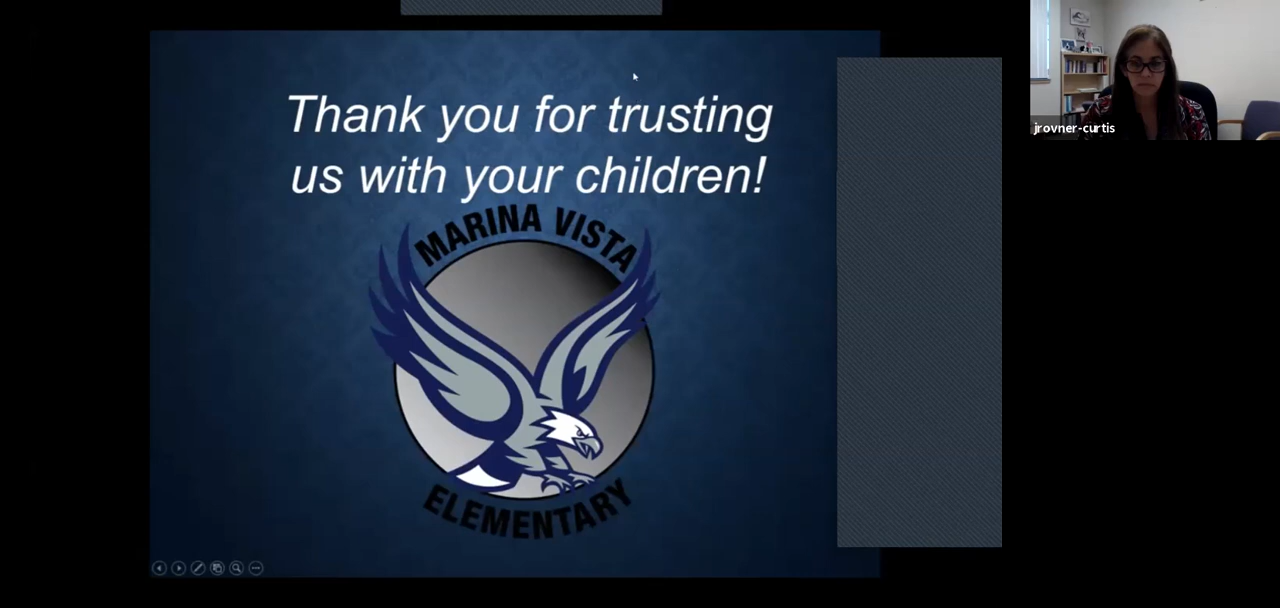 Thank you for trusting
us with your children!
MARINA VISTA
ELEMENTARY
jrovner-curtis